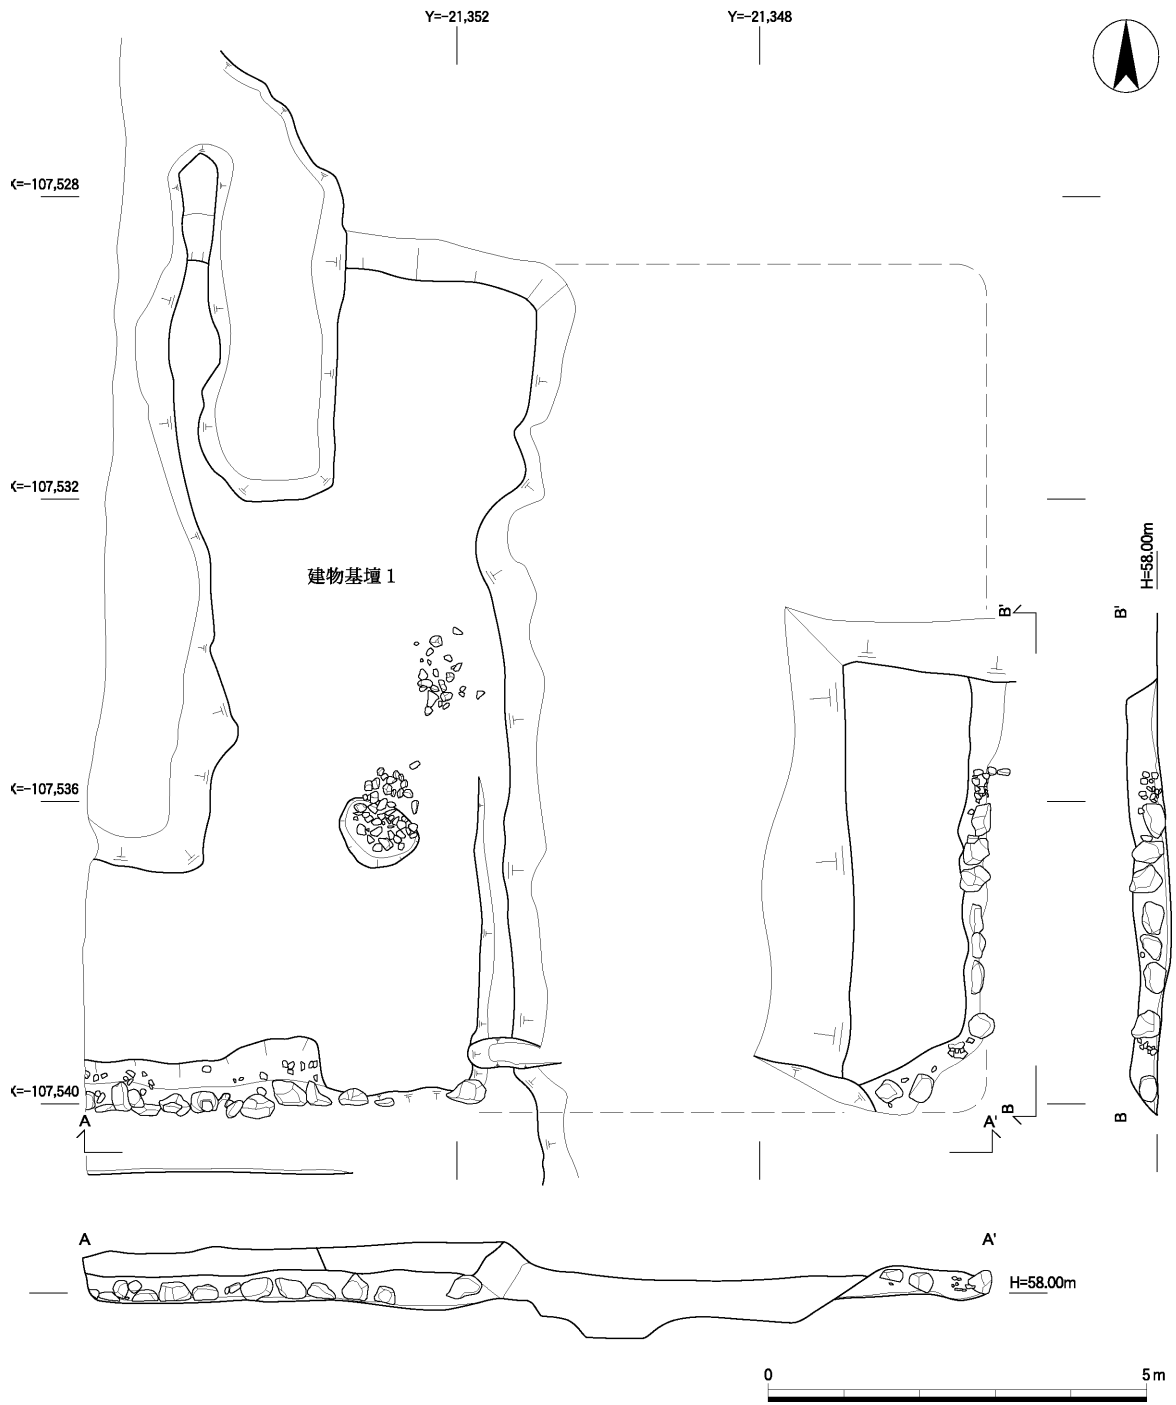 Y=-21,352
Y=-21,348
X=-107,528
X=-107,532
H=58.00m
建物基壇1
B'
B'
X=-107,536
X=-107,540
A
A'
B
B
A
A'
H=58.00m
0
5m